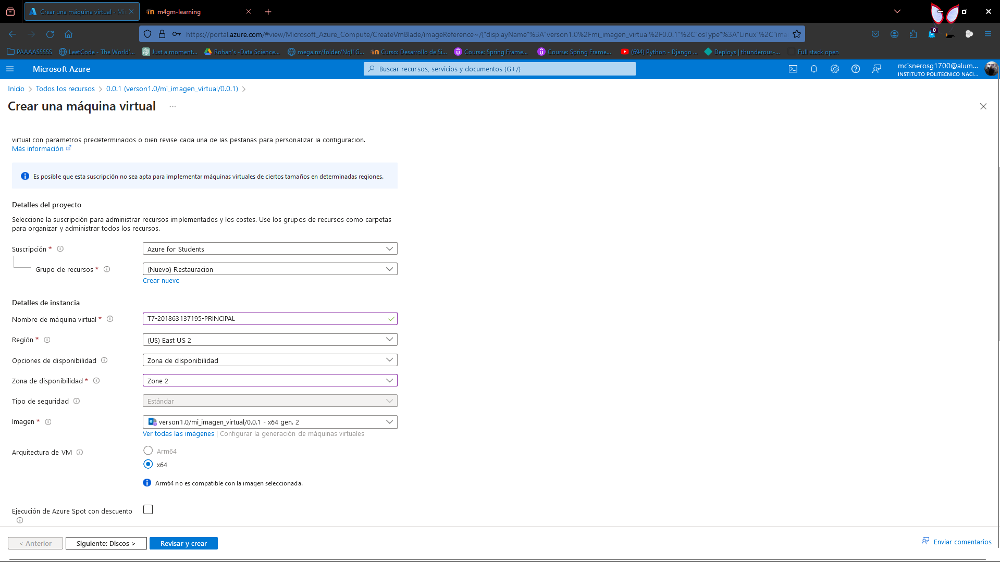 Crear una máquina virtual - Mi
m4gm-learning
https://portal.azure.com/#view/Microsoft_Azure_Compute/CreateVmBlade/imageReference~/{"displayName"%3A"verson1.0%2Fmi_imagen_virtual%2F0.0.1"%2C"osType"%3A"Linux"%2C"ima
0
PAAAASSSSS
LeetCode - The World'...
Just a moment...
Rohan's -Data Science...
mega.nz/folder/NqI1G...
Curso: Desarrollo de Si...
Course: Spring Frame...
Course: Spring Frame...
(694) Python - Django ...
Deploys | thunderous-...
Full stack open
Microsoft Azure
Buscar recursos, servicios y documentos (G+/)
mcisnerosg1700@alum...
INSTITUTO POLITECNICO NACI...
Inicio > Todos los recursos > 0.0.1 (verson1.0/mi_imagen_virtual/0.0.1) >
Crear una máquina virtual ...
virtual con parámetros predeterminados o bien revise cada una de las pestañas para personalizar la configuración.
Más información
Es posible que esta suscripción no sea apta para implementar máquinas virtuales de ciertos tamaños en determinadas regiones.
Detalles del proyecto
Seleccione la suscripción para administrar recursos implementados y los costes. Use los grupos de recursos como carpetas
para organizar y administrar todos los recursos.
Suscripción *
Azure for Students
Grupo de recursos *
(Nuevo) Restauracion
Crear nuevo
Detalles de instancia
Nombre de máquina virtual *
T7-201863137195-PRINCIPAL
Región *
(US) East US 2
Opciones de disponibilidad
Zona de disponibilidad
Zona de disponibilidad *
Zone 2
Tipo de seguridad
Estándar
Imagen *
verson1.0/mi_imagen_virtual/0.0.1 - x64 gen. 2
Ver todas las imágenes | Configurar la generación de máquinas virtuales
Arquitectura de VM
Arm64
x64
Arm64 no es compatible con la imagen seleccionada.
Ejecución de Azure Spot con descuento
< Anterior
Siguiente: Discos >
Revisar y crear
Enviar comentarios